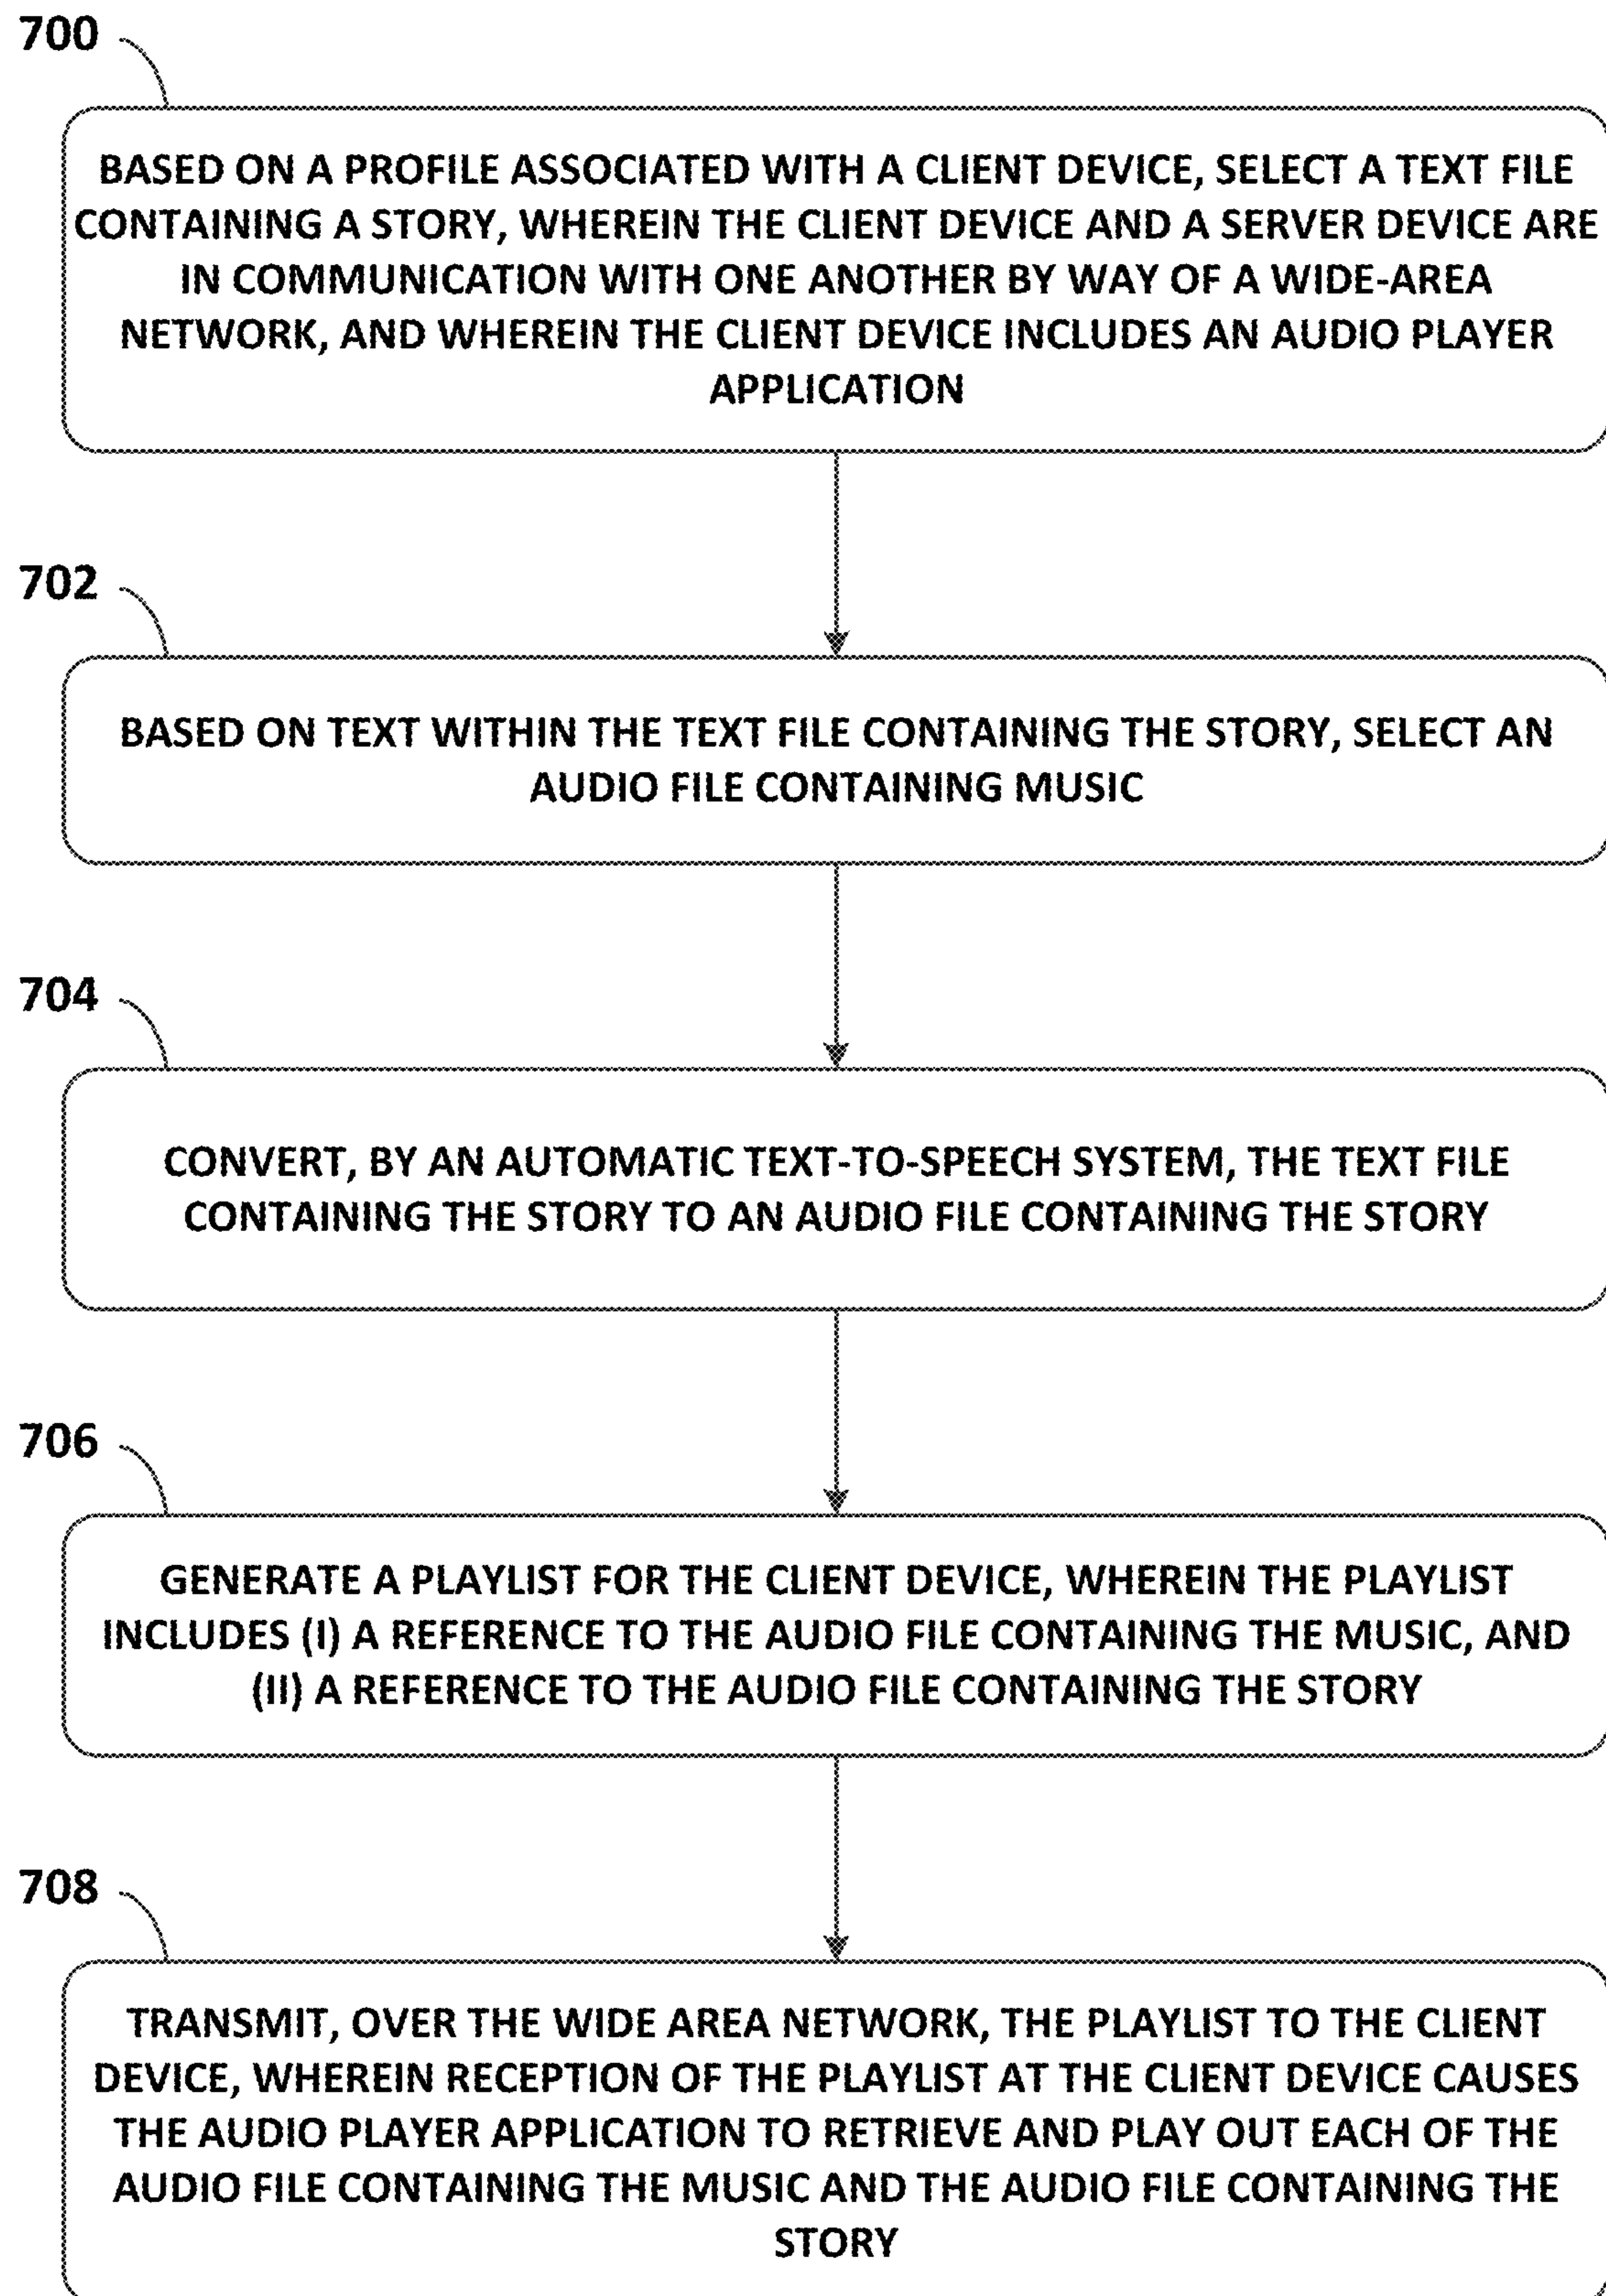 700
BASED ON A PROFILE ASSOCIATED WITH A CLIENT DEVICE, SELECT A TEXT FILE
CONTAINING A STORY, WHEREIN THE CLIENT DEVICE AND A SERVER DEVICE ARE
IN COMMUNICATION WITH ONE ANOTHER BY WAY OF A WIDE-AREA
NETWORK, AND WHEREIN THE CLIENT DEVICE INCLUDES AN AUDIO PLAYER
APPLICATION
702
BASED ON TEXT WITHIN THE TEXT FILE CONTAINING THE STORY, SELECT AN
AUDIO FILE CONTAINING MUSIC
704
CONVERT, BY AN AUTOMATIC TEXT-TO-SPEECH SYSTEM, THE TEXT FILE
CONTAINING THE STORY TO AN AUDIO FILE CONTAINING THE STORY
706
GENERATE A PLAYLIST FOR THE CLIENT DEVICE, WHEREIN THE PLAYLIST
INCLUDES (I) A REFERENCE TO THE AUDIO FILE CONTAINING THE MUSIC, AND
(II) A REFERENCE TO THE AUDIO FILE CONTAINING THE STORY
708
TRANSMIT, OVER THE WIDE AREA NETWORK, THE PLAYLIST TO THE CLIENT
DEVICE, WHEREIN RECEPTION OF THE PLAYLIST AT THE CLIENT DEVICE CAUSES
THE AUDIO PLAYER APPLICATION TO RETRIEVE AND PLAY OUT EACH OF THE
AUDIO FILE CONTAINING THE MUSIC AND THE AUDIO FILE CONTAINING THE
STORY